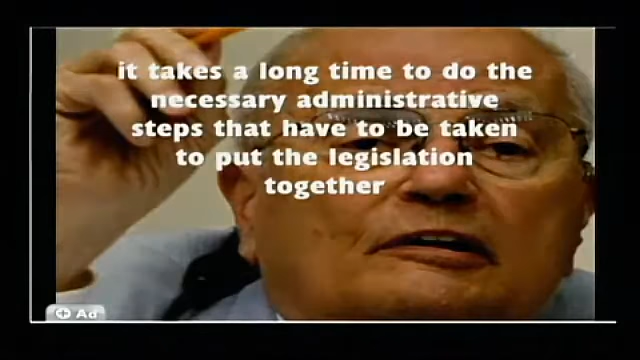 it takes a long time to do the
necessary administrative
steps that have to be taken
to put the legislation
together
Ad